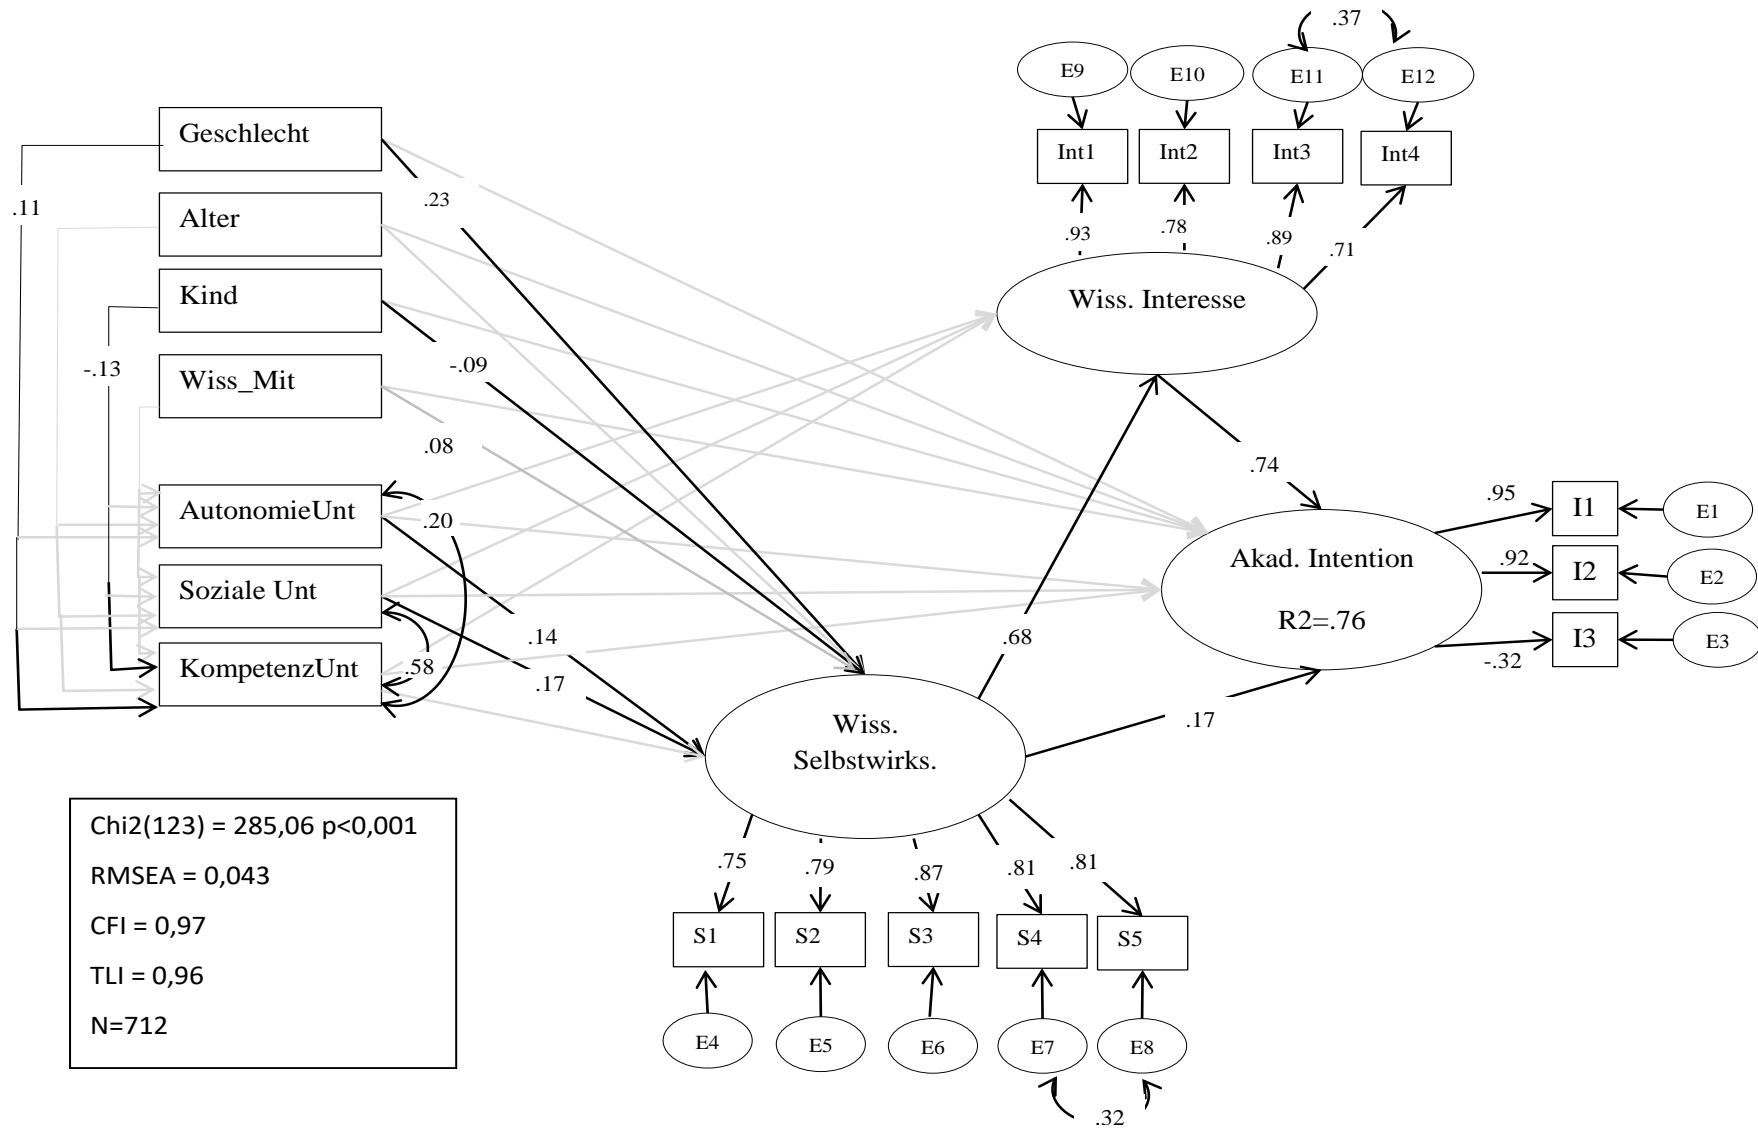 .37
E9
E10
E11
E12
Geschlecht
Int1
Int2
Int3
Int4
.11
.23
Alter
.93
.78
.89
.71
Kind
Wiss. Interesse
-.13
-.09
Wiss_Mit
.08
.74
AutonomieUnt
.20
.95
I1
E1
Akad. Intention
.92
I2
E2
R2=.76
Soziale Unt
.14
.68
I3
E3
-.32
KompetenzUnt
.58
.17
.17
Wiss.
Selbstwirks.
Chi2(123) = 285,06 p<0,001
RMSEA = 0,043
CFI = 0,97
TLI = 0,96
N=712
.75
.79
.87
.81
.81
S1
S2
S3
S4
S5
E4
E5
E6
E7
E8
.32